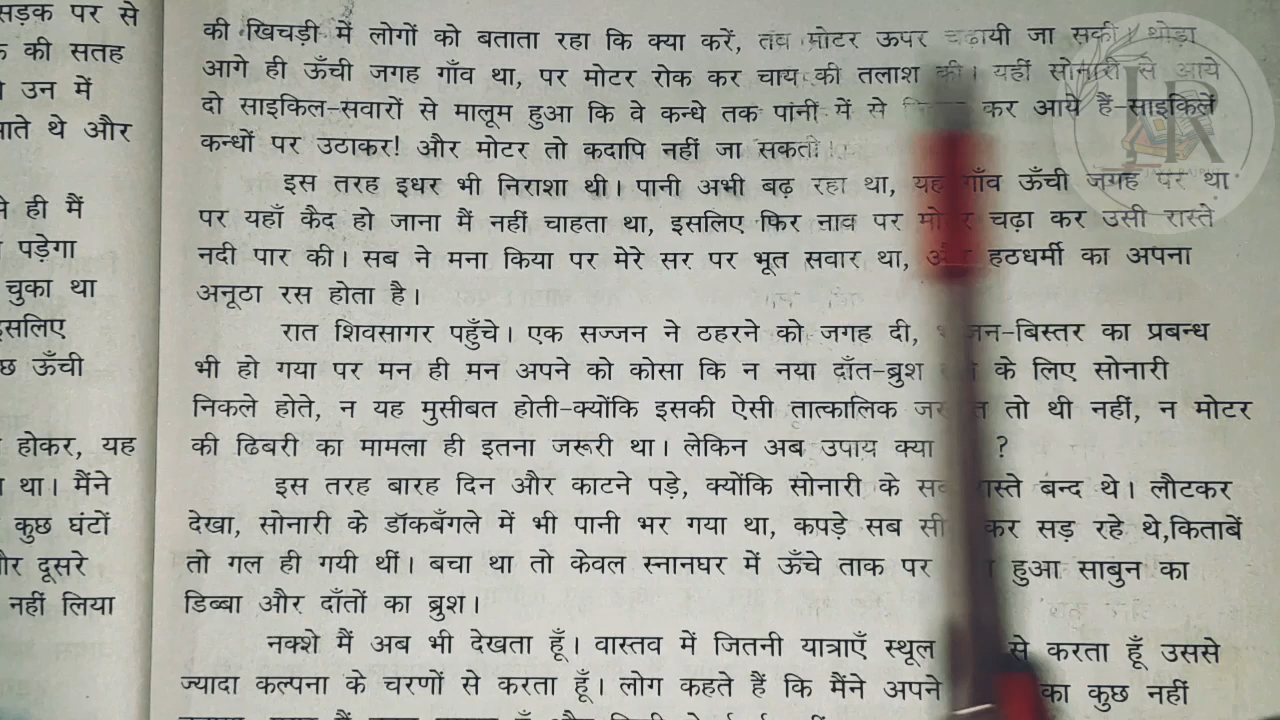 सड़क पर से
की सतह
उन में
आते थे और
ही मैं
पड़ेगा
चुका था
इसलिए
ऊँची
होकर, यह
था। मैंने
कुछ घंटों
और दूसरे
नहीं लिया
की खिचड़ी में लोगों को बताता रहा कि क्या करें, तब मोटर ऊपर चढ़ायी जा सकी। थोड़ा
आगे ही ऊँची जगह गाँव था, पर मोटर रोक कर चाय की तलाश की। यहीं सोनारी से आये
दो साइकिल-सवारों से मालूम हुआ कि वे कन्धे तक पांनी में से कर आये हैं-साइकिलें
कन्धों पर उठाकर! और मोटर तो कदापि नहीं जा सकती।
इस तरह इधर भी निराशा थी। पानी अभी बढ़ रहा था, यह गाँव ऊँची जगह पर था
पर यहाँ कैद हो जाना मैं नहीं चाहता था, इसलिए फिर नाव पर मोटर चढ़ा कर उसी रास्ते
नदी पार की। सब ने मना किया पर मेरे सर पर भूत सवार था, और हठधर्मी का अपना
अनूठा रस होता है।
रात शिवसागर पहुँचे। एक सज्जन ने ठहरने को जगह दी, भोजन-बिस्तर का प्रबन्ध
भी हो गया पर मन ही मन अपने को कोसा कि न नया दाँत-ब्रुश के लिए सोनारी
निकले होते, न यह मुसीबत होती-क्योंकि इसकी ऐसी तात्कालिक जरूरत तो थी नहीं, न मोटर
की ढिबरी का मामला ही इतना जरूरी था। लेकिन अब उपाय क्या ?
इस तरह बारह दिन और काटने पड़े, क्योंकि सोनारी के सब रास्ते बन्द थे। लौटकर
देखा, सोनारी के डॉकबँगले में भी पानी भर गया था, कपड़े सब सील कर सड़ रहे थे,किताबें
तो गल ही गयी थीं। बचा था तो केवल स्नानघर में ऊँचे ताक पर हुआ साबुन का
डिब्बा और दाँतों का ब्रुश।
नक्शे मैं अब भी देखता हूँ। वास्तव में जितनी यात्राएँ स्थूल से करता हूँ उससे
ज्यादा कल्पना के चरणों से करता हूँ। लोग कहते हैं कि मैंने अपने का कुछ नहीं